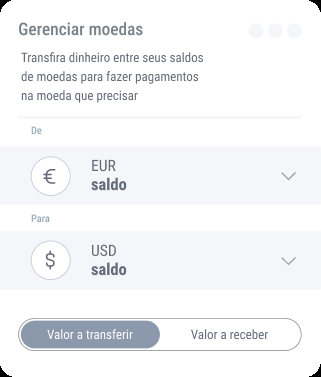 Gerenciar moedas
Transfira dinheiro entre seus saldos
de moedas para fazer pagamentos
na moeda que precisar
De
€
EUR
saldo
Para
$
USD
saldo
Valor a transferir
Valor a receber